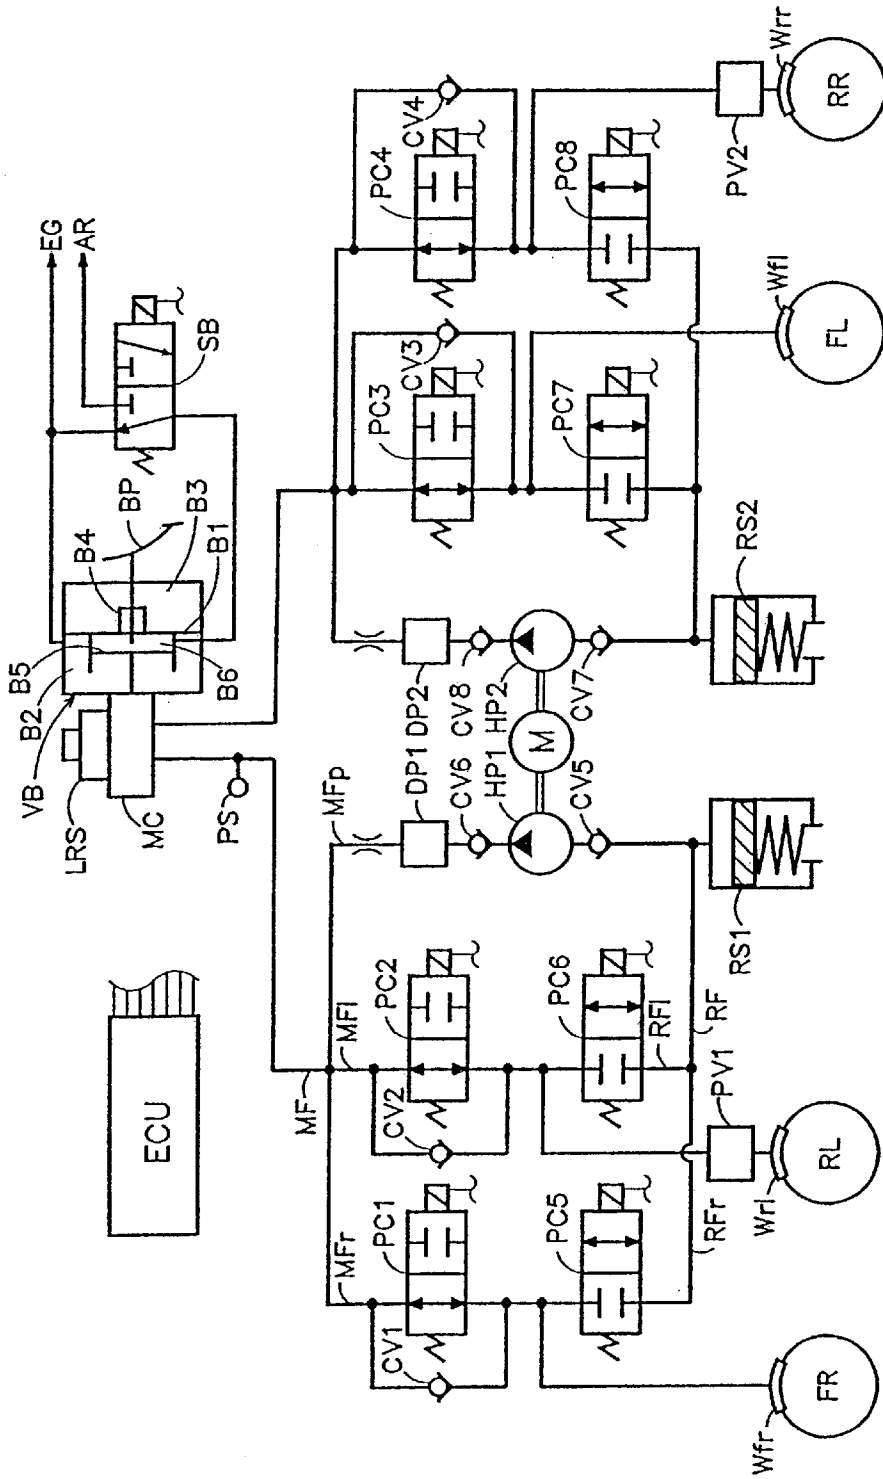 EG
AR
SB
BP
B3
B4
B1
B5
B2
B6
VB
LRS
MC
PS
ECU
CV4
PC4
PC8
PV2
Wrr
RR
CV3
PC3
PC7
Wfl
FL
RS2
DP2
CV8
HP2
CV7
M
MFp
DP1
CV6
HP1
CV5
RS1
MF
MFl
PC2
CV2
PC6
RFl
RF
PV1
Wrl
RL
MFr
PC1
CV1
PC5
RFr
Wfr
FR